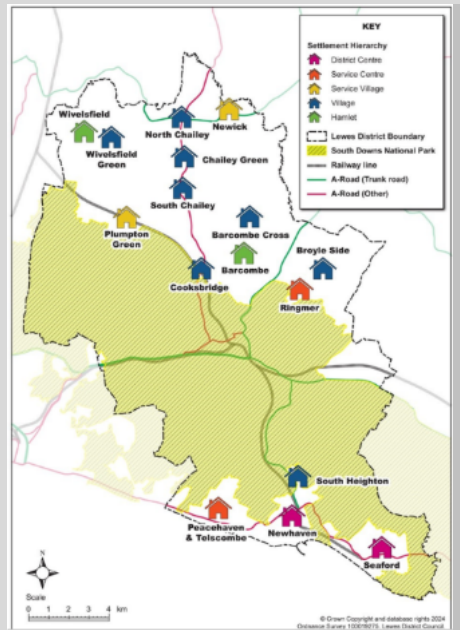 KEY
Settlement Hierarchy
District Centre
Service Centre
Service Village
Village
Hamlet
Lewes District Boundary
South Downs National Park
Railway line
A-Road (Trunk road)
A-Road (Other)
Wivelsfield
Wivelsfield
Green
North Chailey
Newick
Chailey Green
South Chailey
Plumpton
Green
Barcombe Cross
Barcombe
Broyle Side
Cooksbridge
Ringmer
South Heighton
Peacehaven
& Telscombe
Newhaven
Seaford
N
Scale
0 1 2 3 4 km
© Crown Copyright and database rights 2024
Ordnance Survey Lewes District Council